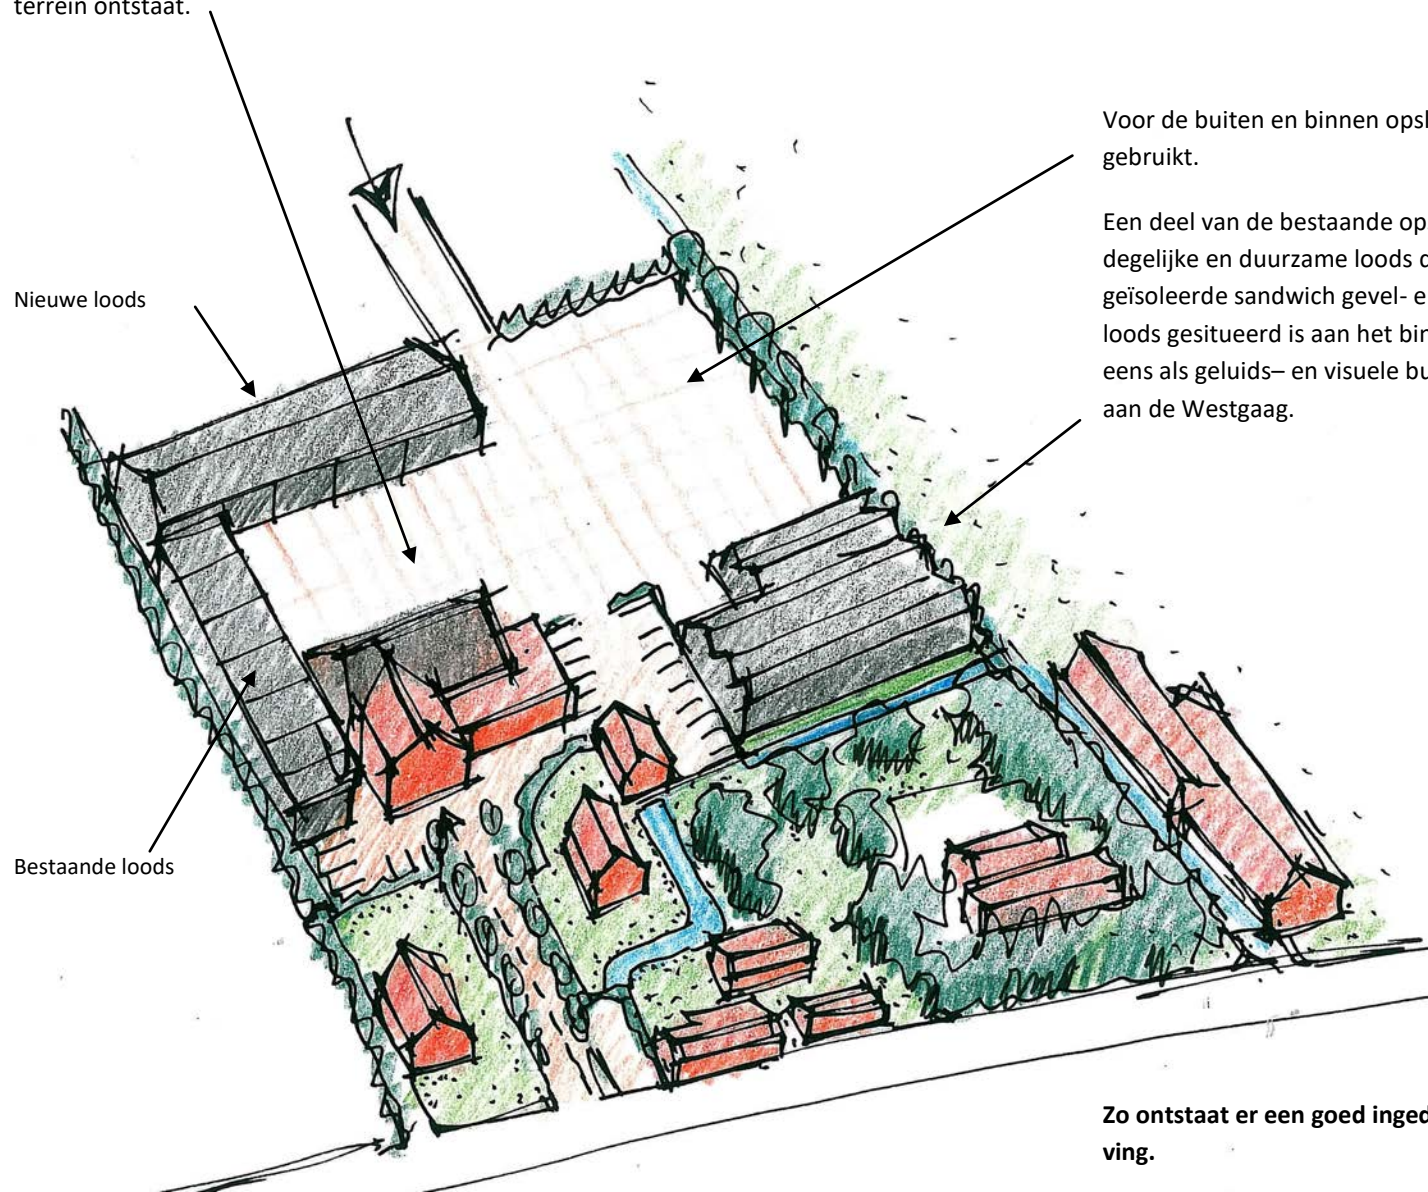 terrein ontstaat.
Voor de buiten en binnen opsl
gebruikt.
Een deel van de bestaande op
degelijke en duurzame loods d
geïsoleerde sandwich gevel- e
loods gesitueerd is aan het bin
eens als geluids– en visuele bu
aan de Westgaag.
Nieuwe loods
Bestaande loods
Zo ontstaat er een goed inged
ving.